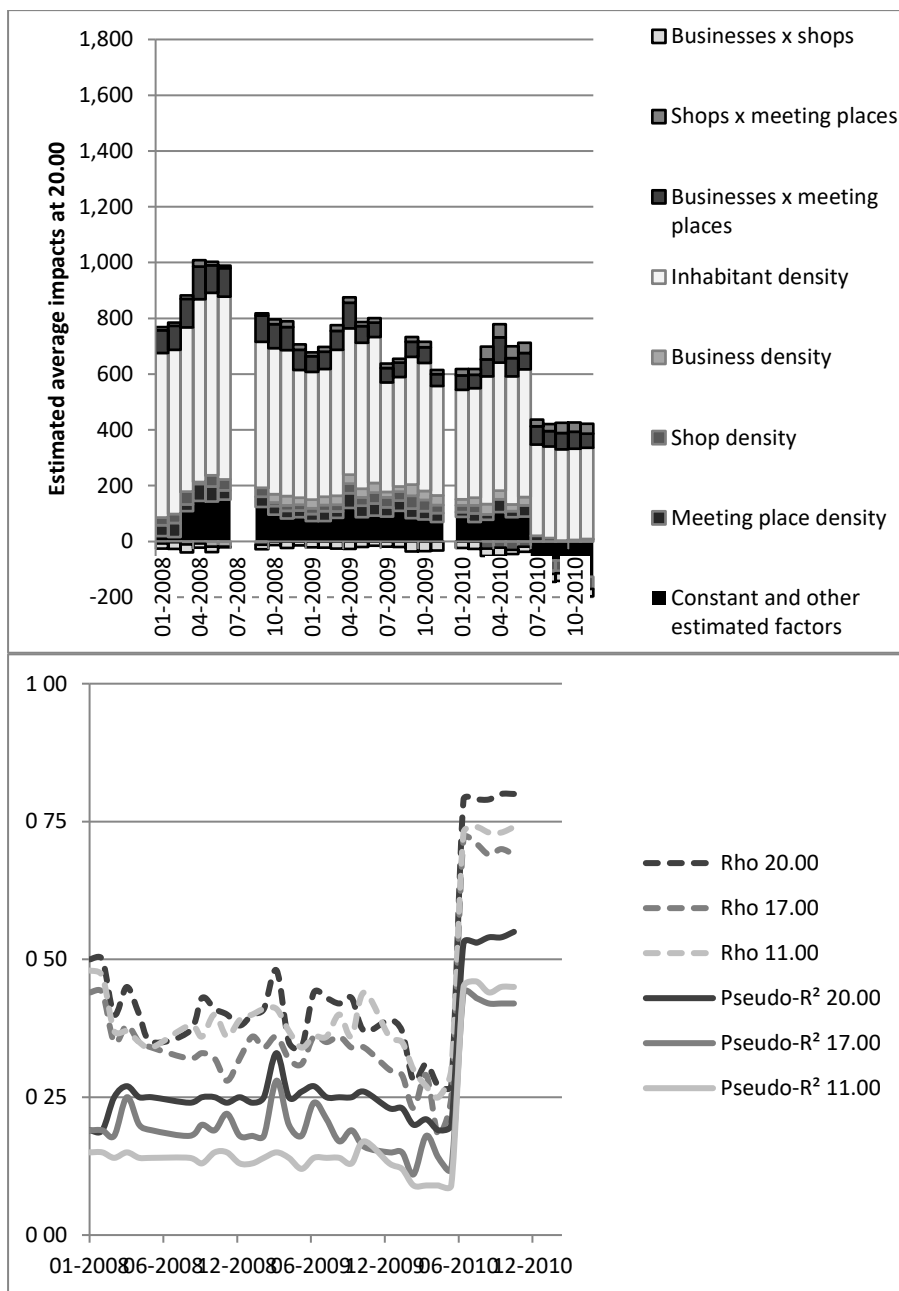 Estimated average impacts at 20.00
1,800
1,600
1,400
1,200
1,000
800
600
400
200
0
-200
01-2008
04-2008
07-2008
10-2008
01-2009
04-2009
07-2009
10-2009
01-2010
04-2010
07-2010
10-2010
Businesses x shops
Shops x meeting places
Businesses x meeting
places
Inhabitant density
Business density
Shop density
Meeting place density
Constant and other
estimated factors
1 00
0 75
0 50
0 25
0 00
01-2008
06-2008
12-2008
06-2009
12-2009
06-2010
12-2010
Rho 20.00
Rho 17.00
Rho 11.00
Pseudo-R² 20.00
Pseudo-R² 17.00
Pseudo-R² 11.00